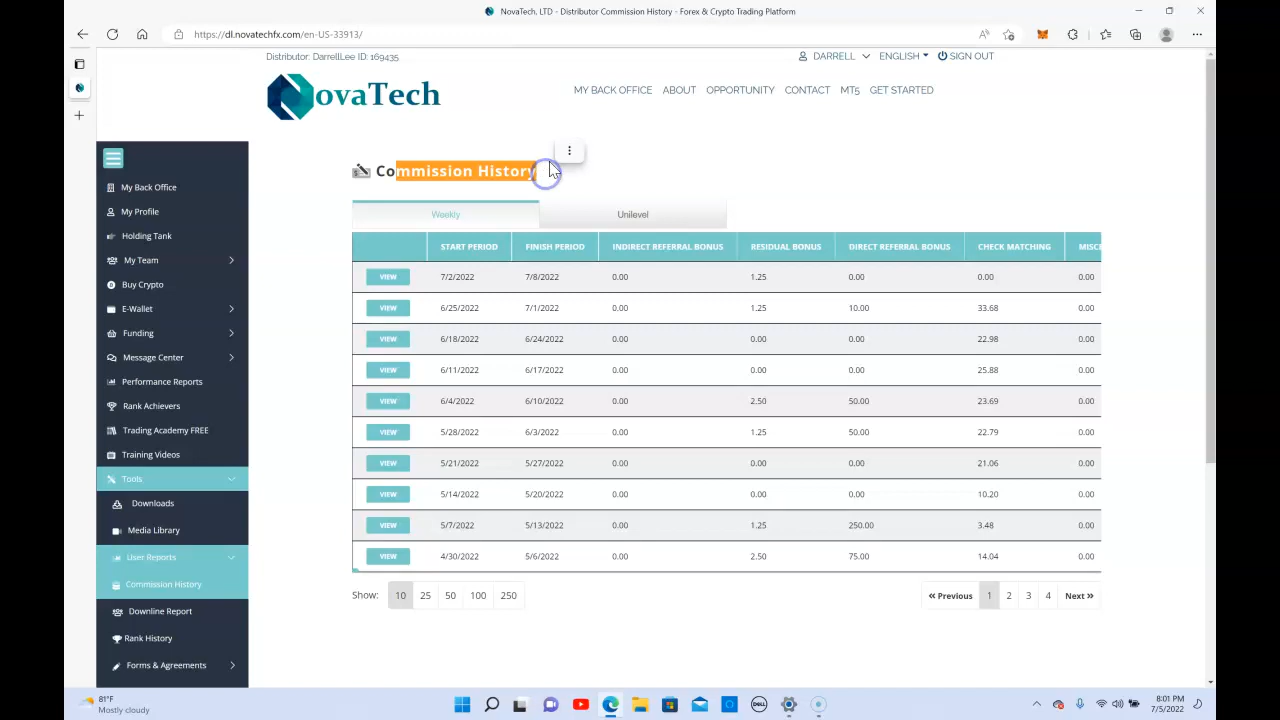 NovaTech, LTD - Distributor Commission History - Forex & Crypto Trading Platform
https://dl.novatechfx.com/en-US-33913/
Distributor: DarrellLee ID: 169435
DARRELL ENGLISH SIGN OUT
ovaTech
MY BACK OFFICE ABOUT OPPORTUNITY CONTACT MT5 GET STARTED
My Back Office
My Profile
Holding Tank
My Team
Buy Crypto
E-Wallet
Funding
Message Center
Performance Reports
Rank Achievers
Trading Academy FREE
Training Videos
Tools
Downloads
Media Library
User Reports
Commission History
Downline Report
Rank History
Forms & Agreements
Commission History
Weekly Unilevel
START PERIOD FINISH PERIOD INDIRECT REFERRAL BONUS RESIDUAL BONUS DIRECT REFERRAL BONUS CHECK MATCHING MISC
VIEW 7/2/2022 7/8/2022 0.00 1.25 0.00 0.00 0.00
VIEW 6/25/2022 7/1/2022 0.00 1.25 10.00 33.68 0.00
VIEW 6/18/2022 6/24/2022 0.00 0.00 0.00 22.98 0.00
VIEW 6/11/2022 6/17/2022 0.00 0.00 0.00 25.88 0.00
VIEW 6/4/2022 6/10/2022 0.00 2.50 50.00 23.69 0.00
VIEW 5/28/2022 6/3/2022 0.00 1.25 50.00 22.79 0.00
VIEW 5/21/2022 5/27/2022 0.00 0.00 0.00 21.06 0.00
VIEW 5/14/2022 5/20/2022 0.00 0.00 0.00 10.20 0.00
VIEW 5/7/2022 5/13/2022 0.00 1.25 250.00 3.48 0.00
VIEW 4/30/2022 5/6/2022 0.00 2.50 75.00 14.04 0.00
Show: 10 25 50 100 250 « Previous 1 2 3 4 Next »
81°F
Mostly cloudy
DELL
8:01 PM
7/5/2022